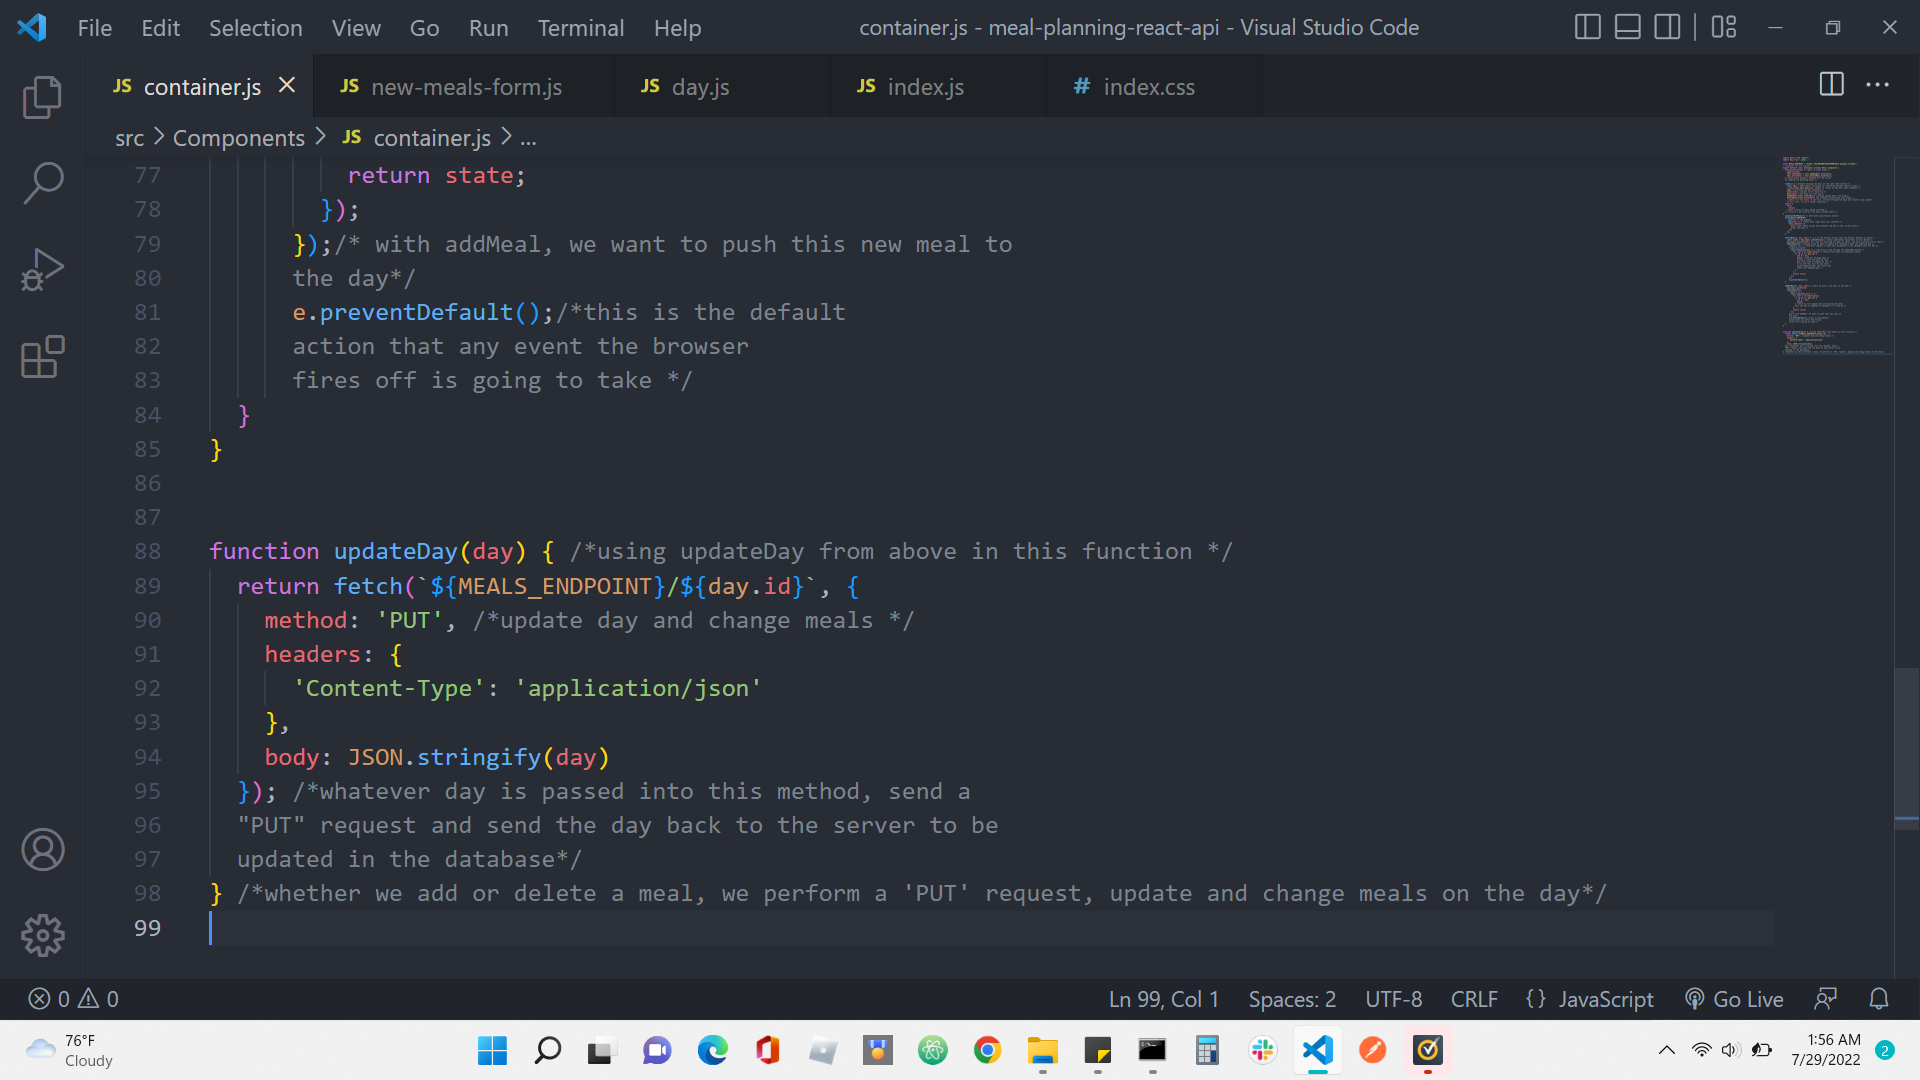 File Edit Selection View Go Run Terminal Help container.js - meal-planning-react-api - Visual Studio Code
JS container.js JS new-meals-form.js JS day.js JS index.js # index.css
src > Components > JS container.js > ...
77 return state;
78 });
79 });/* with addMeal, we want to push this new meal to
80 the day*/
81 e.preventDefault();/*this is the default
82 action that any event the browser
83 fires off is going to take */
84 }
85 }
86
87
88 function updateDay(day) { /*using updateDay from above in this function */
89 return fetch(`${MEALS_ENDPOINT}/${day.id}`, {
90 method: 'PUT', /*update day and change meals */
91 headers: {
92 'Content-Type': 'application/json'
93 },
94 body: JSON.stringify(day)
95 }); /*whatever day is passed into this method, send a
96 "PUT" request and send the day back to the server to be
97 updated in the database*/
98 } /*whether we add or delete a meal, we perform a 'PUT' request, update and change meals on the day*/
99
0 0 Ln 99, Col 1 Spaces: 2 UTF-8 CRLF {} JavaScript Go Live
76°F
Cloudy
1:56 AM
7/29/2022
2